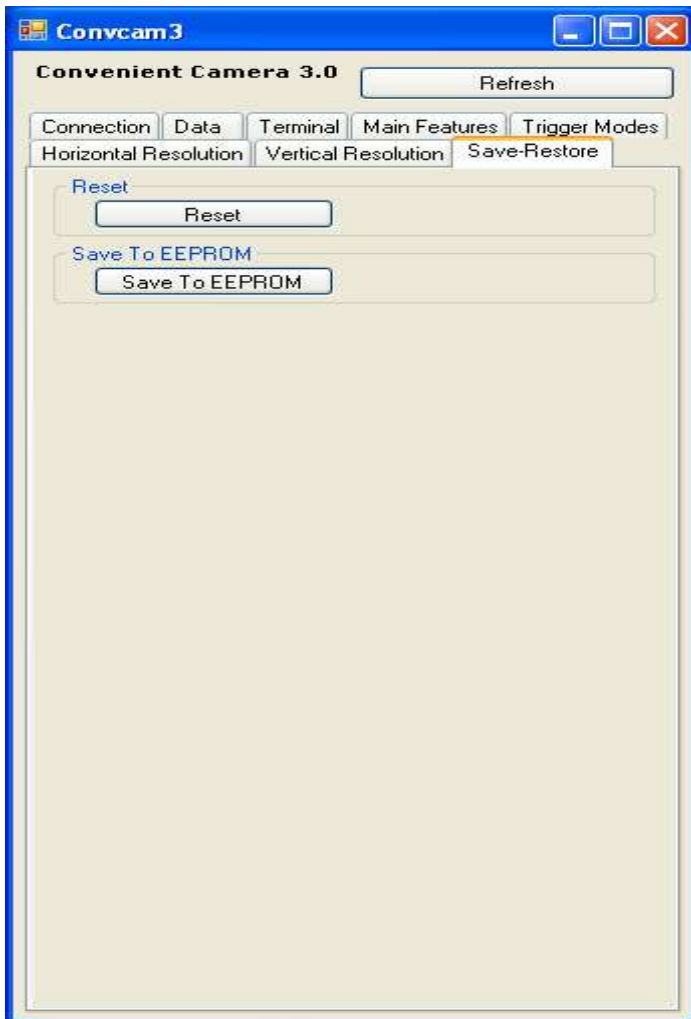 Convcam3
Convenient Camera 3.0
Refresh
Connection Data Terminal Main Features Trigger Modes
Horizontal Resolution Vertical Resolution Save-Restore
Reset
Reset
Save To EEPROM
Save To EEPROM